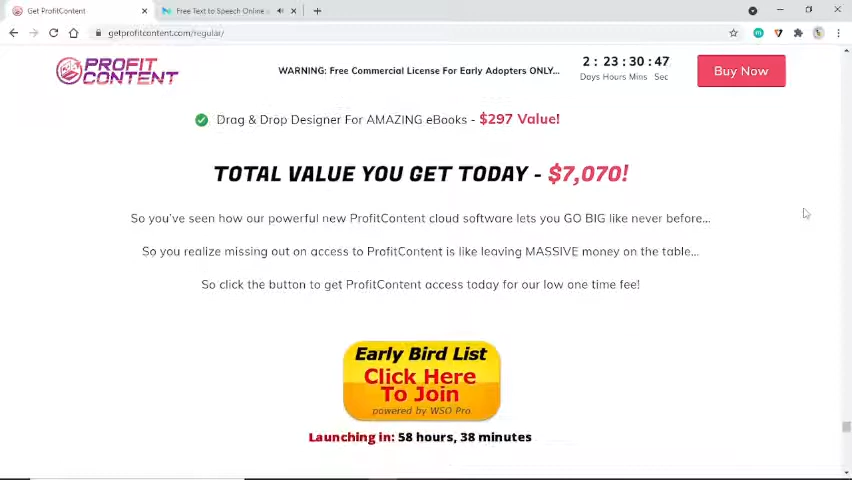 Get ProfitContent
Free Text to Speech Online
getprofitcontent.com/regular/
PROFIT
CONTENT
WARNING: Free Commercial License For Early Adopters ONLY...
2 : 23 : 30 : 47
Days Hours Mins Sec
Buy Now
Drag & Drop Designer For AMAZING eBooks - $297 Value!
TOTAL VALUE YOU GET TODAY - $7,070!
So you've seen how our powerful new ProfitContent cloud software lets you GO BIG like never before...
So you realize missing out on access to ProfitContent is like leaving MASSIVE money on the table...
So click the button to get ProfitContent access today for our low one time fee!
Early Bird List
Click Here
To Join
powered by WSO Pro
Launching in: 58 hours, 38 minutes